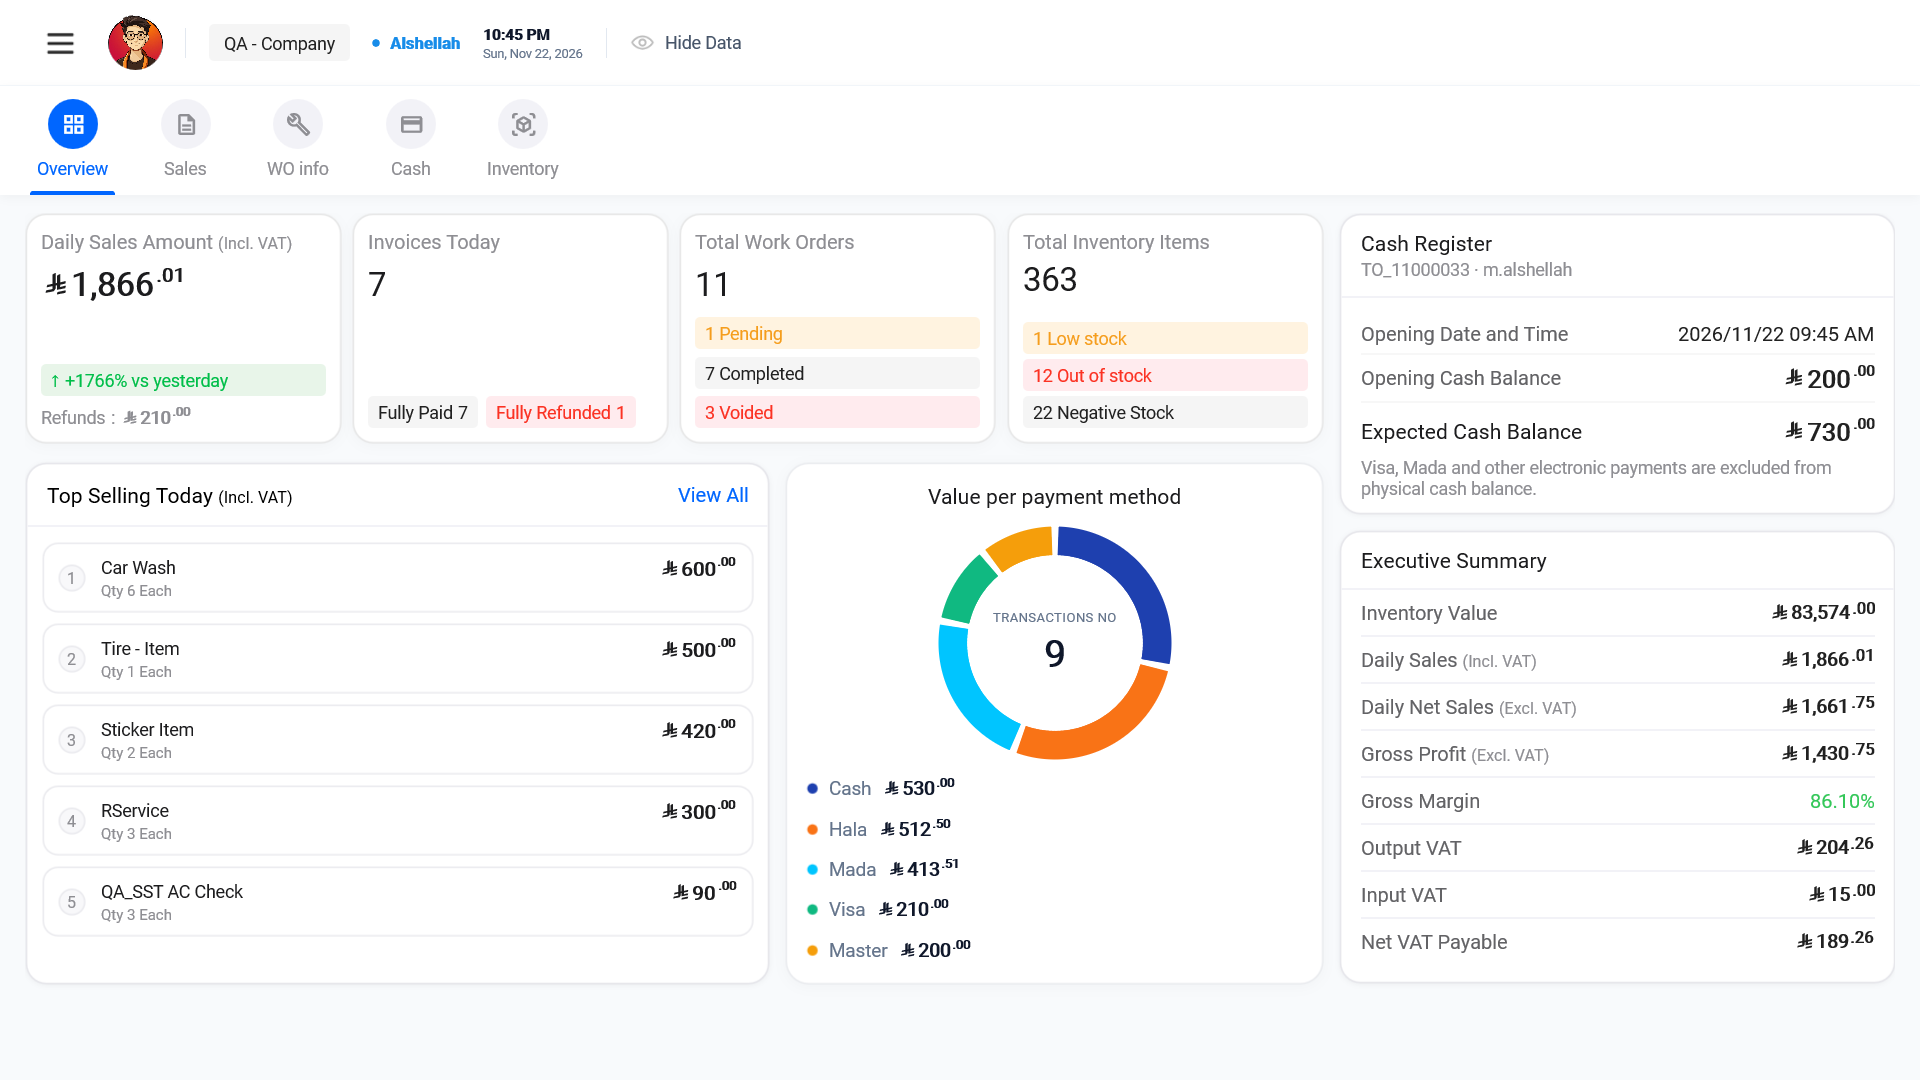 QA - Company
Alshellah
10:45 PM
Sun, Nov 22, 2026
Hide Data
Overview
Sales
WO info
Cash
Inventory
Daily Sales Amount (Incl. VAT)
⃁ 1,866.01
↑ +1766% vs yesterday
Refunds : ⃁ 210.00
Invoices Today
7
Fully Paid 7
Fully Refunded 1
Total Work Orders
11
1 Pending
7 Completed
3 Voided
Total Inventory Items
363
1 Low stock
12 Out of stock
22 Negative Stock
Cash Register
TO_11000033 · m.alshellah
Opening Date and Time 2026/11/22 09:45 AM
Opening Cash Balance ⃁ 200.00
Expected Cash Balance ⃁ 730.00
Visa, Mada and other electronic payments are excluded from
physical cash balance.
Top Selling Today (Incl. VAT)
View All
1 Car Wash ⃁ 600.00
Qty 6 Each
2 Tire - Item ⃁ 500.00
Qty 1 Each
3 Sticker Item ⃁ 420.00
Qty 2 Each
4 RService ⃁ 300.00
Qty 3 Each
5 QA_SST AC Check ⃁ 90.00
Qty 3 Each
Value per payment method
TRANSACTIONS NO
9
Cash ⃁ 530.00
Hala ⃁ 512.50
Mada ⃁ 413.51
Visa ⃁ 210.00
Master ⃁ 200.00
Executive Summary
Inventory Value ⃁ 83,574.00
Daily Sales (Incl. VAT) ⃁ 1,866.01
Daily Net Sales (Excl. VAT) ⃁ 1,661.75
Gross Profit (Excl. VAT) ⃁ 1,430.75
Gross Margin 86.10%
Output VAT ⃁ 204.26
Input VAT ⃁ 15.00
Net VAT Payable ⃁ 189.26